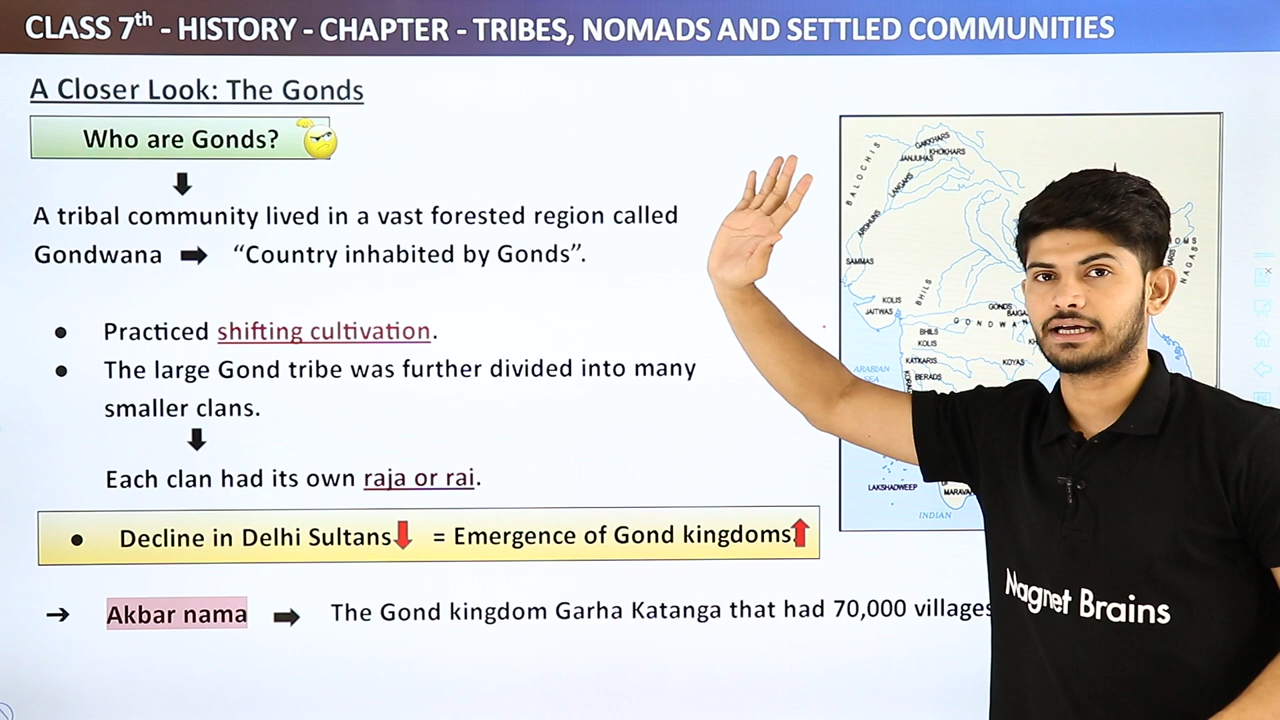 CLASS 7th - HISTORY - CHAPTER - TRIBES, NOMADS AND SETTLED COMMUNITIES
A Closer Look: The Gonds
Who are Gonds?
A tribal community lived in a vast forested region called
Gondwana ➡ “Country inhabited by Gonds”.
● Practiced shifting cultivation.
● The large Gond tribe was further divided into many
smaller clans.
Each clan had its own raja or rai.
● Decline in Delhi Sultans = Emergence of Gond kingdoms.
→ Akbar nama ➡ The Gond kingdom Garha Katanga that had 70,000 villages
GAKKHARS
KHOKHARS
JANJUHAS
BALOCHIS
LANGAHS
ARGHUNS
SAMMAS
NAGAS
BHILS
KOLIS
JAITWAS
GONDS
BAIGA
GONDWAN
BHILS
KOLIS
KATKARIS
KOYAS
ARABIAN
SEA
BERADS
LAKSHADWEEP
MARAVA
INDIAN
Magnet Brains